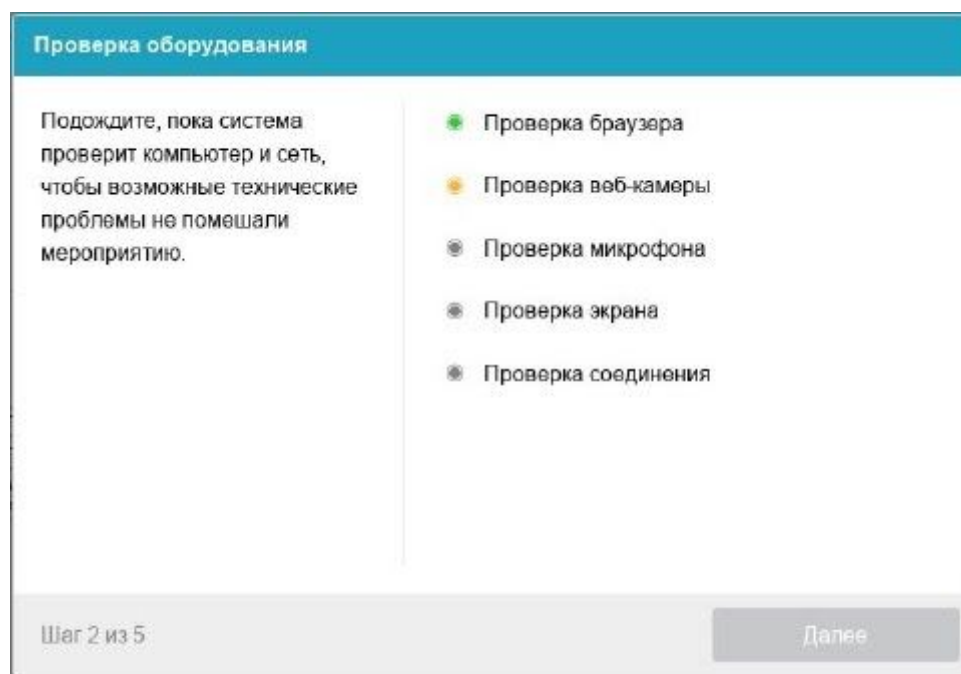 Проверка оборудования
Подождите, пока система
проверит компьютер и сеть,
чтобы возможные технические
проблемы не помешали
мероприятию.
Проверка браузера
Проверка веб-камеры
Проверка микрофона
Проверка экрана
Проверка соединения
Шаг 2 из 5
Далее